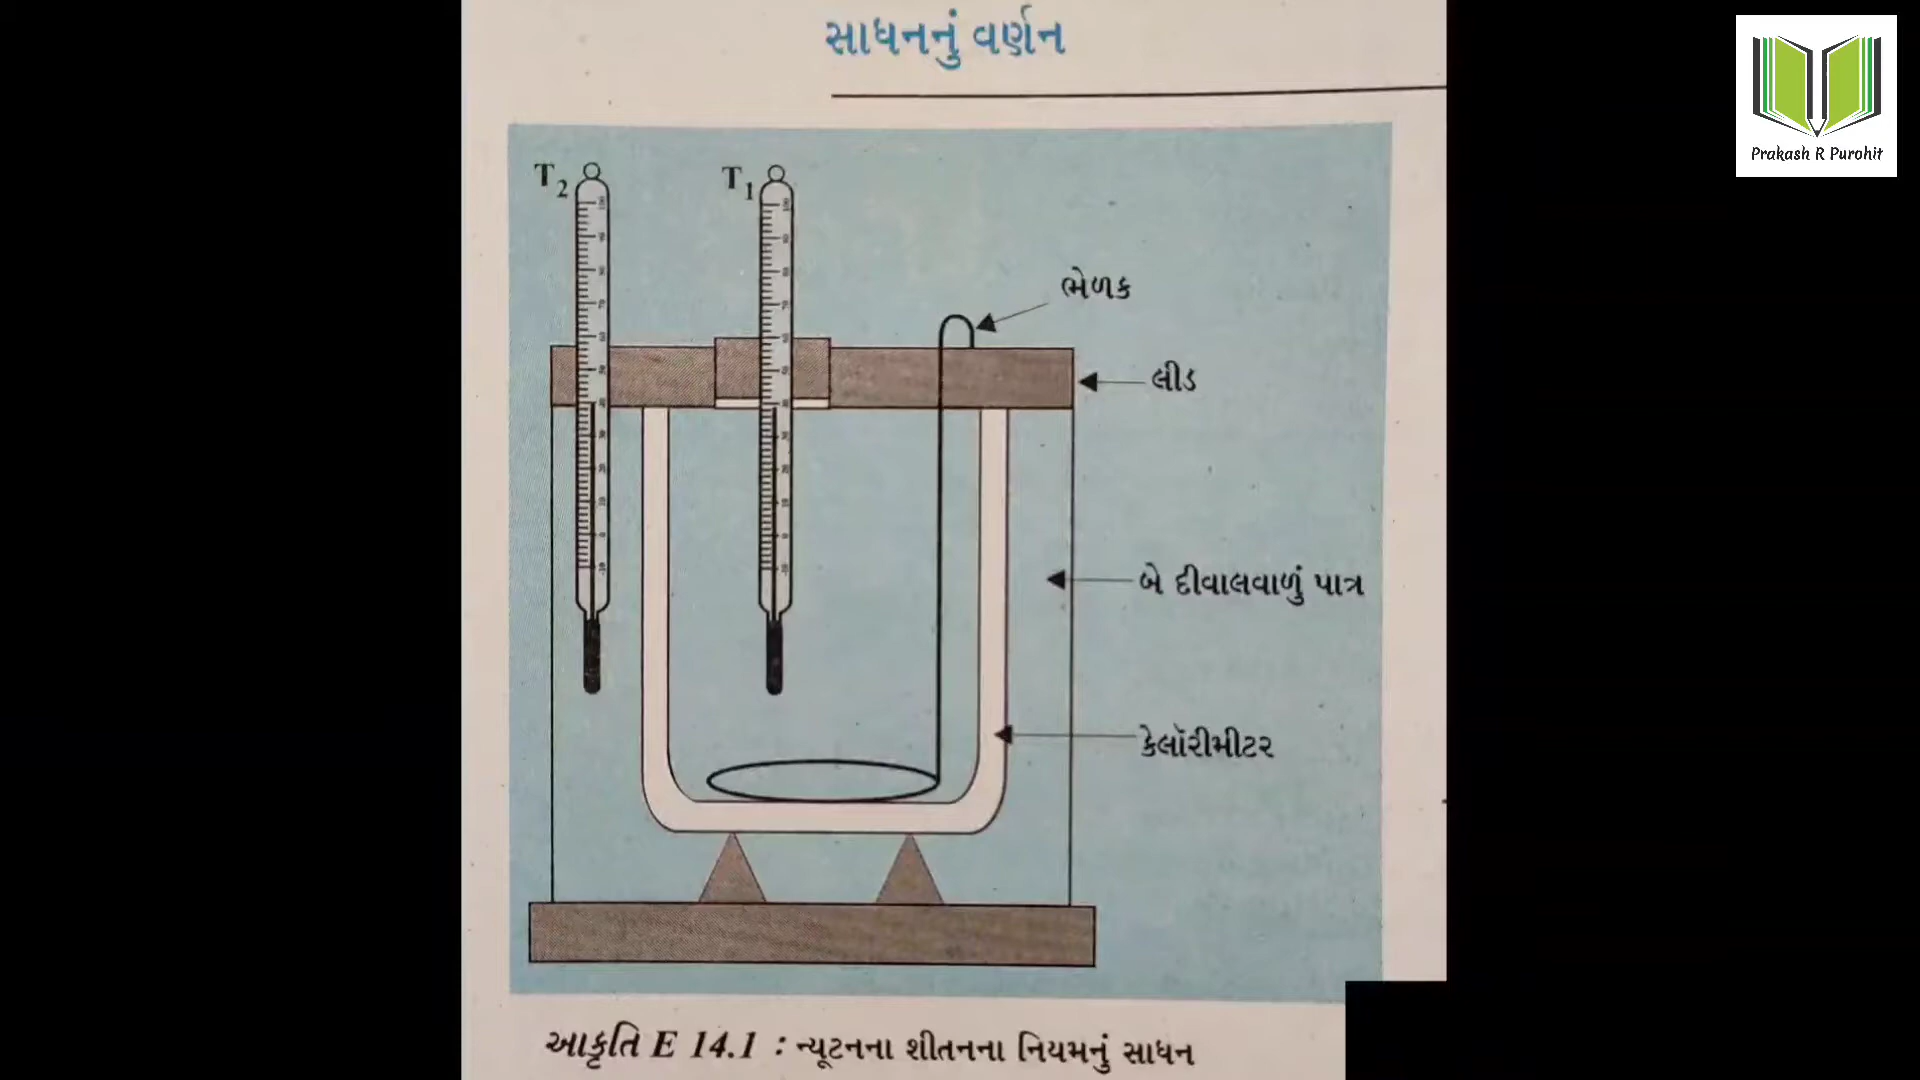 સાધનનું વર્ણન
Prakash R Purohit
T2
T1
ભેળક
લીડ
બે દીવાલવાળું પાત્ર
કેલૉરીમીટર
આકૃતિ E 14.1 : ન્યૂટનના શીતનના નિયમનું સાધન